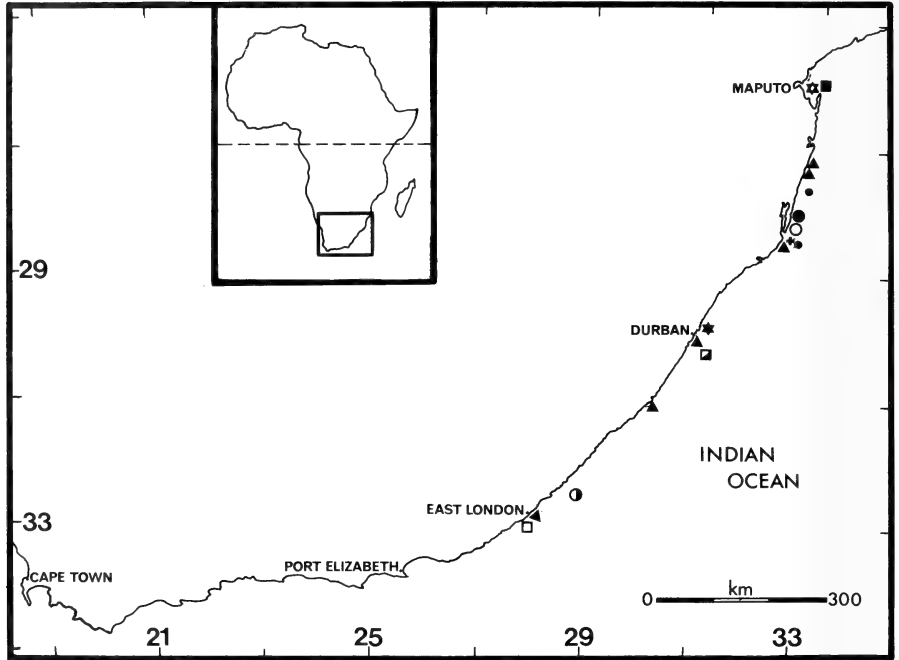 MAPUTO
29
DURBAN
INDIAN
OCEAN
EAST LONDON
33
PORT ELIZABETH
CAPE TOWN
km
0 300
21 25 29 33